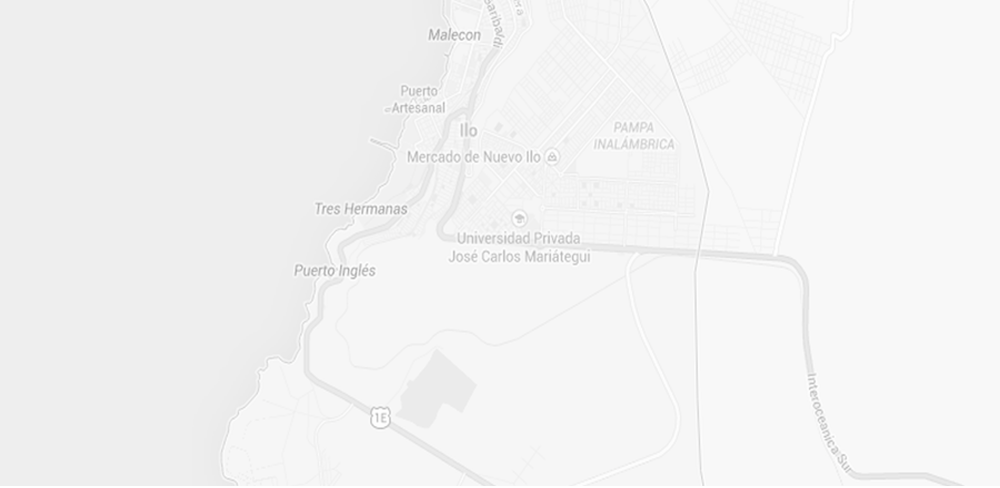 Garibaldi
Malecon
Puerto
Artesanal
Ilo
PAMPA
INALÁMBRICA
Mercado de Nuevo Ilo
Tres Hermanas
Universidad Privada
José Carlos Mariátegui
Puerto Inglés
1E
Interoceanica Sur